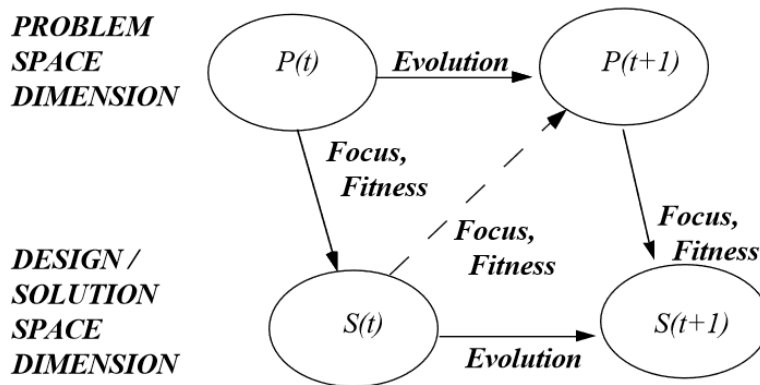 PROBLEM
SPACE
DIMENSION
P(t)
Evolution
P(t+1)
Focus,
Fitness
Focus,
Fitness
Focus,
Fitness
DESIGN /
SOLUTION
SPACE
DIMENSION
S(t)
Evolution
S(t+1)